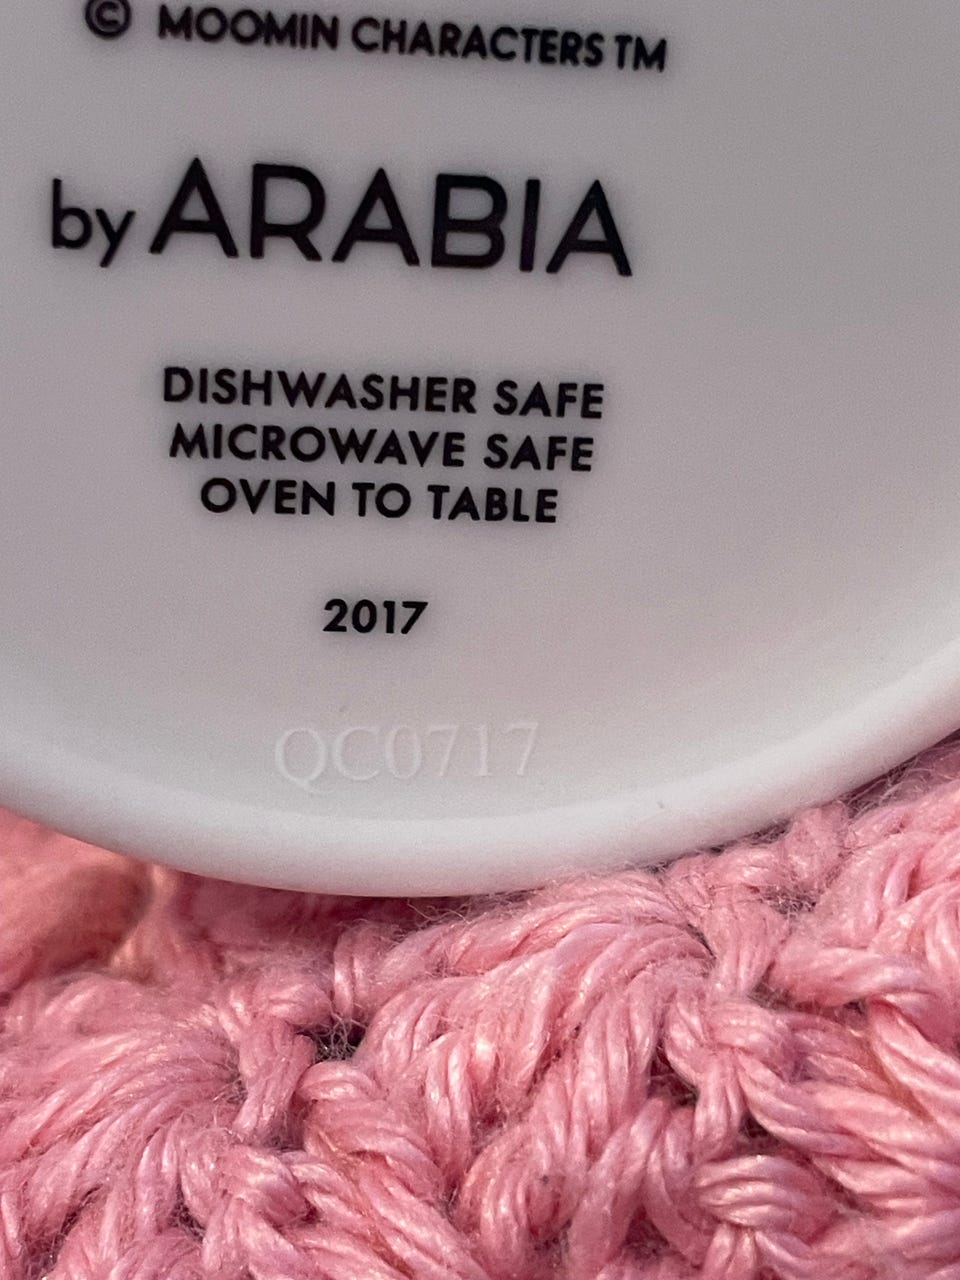 © MOOMIN CHARACTERS TM
by ARABIA
DISHWASHER SAFE
MICROWAVE SAFE
OVEN TO TABLE
2017
QC0717